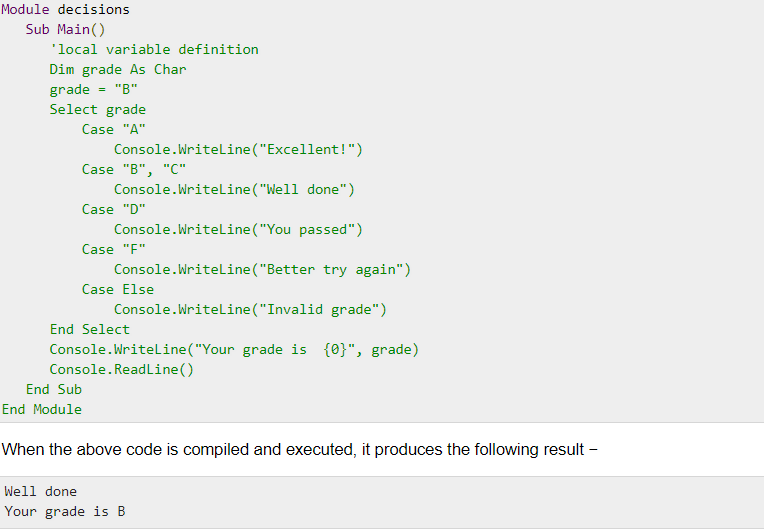 Module decisions
   Sub Main()
      'local variable definition
      Dim grade As Char
      grade = "B"
      Select grade
          Case "A"
              Console.WriteLine("Excellent!")
          Case "B", "C"
              Console.WriteLine("Well done")
          Case "D"
              Console.WriteLine("You passed")
          Case "F"
              Console.WriteLine("Better try again")
          Case Else
              Console.WriteLine("Invalid grade")
      End Select
      Console.WriteLine("Your grade is  {0}", grade)
      Console.ReadLine()
   End Sub
End Module
When the above code is compiled and executed, it produces the following result −
Well done
Your grade is B